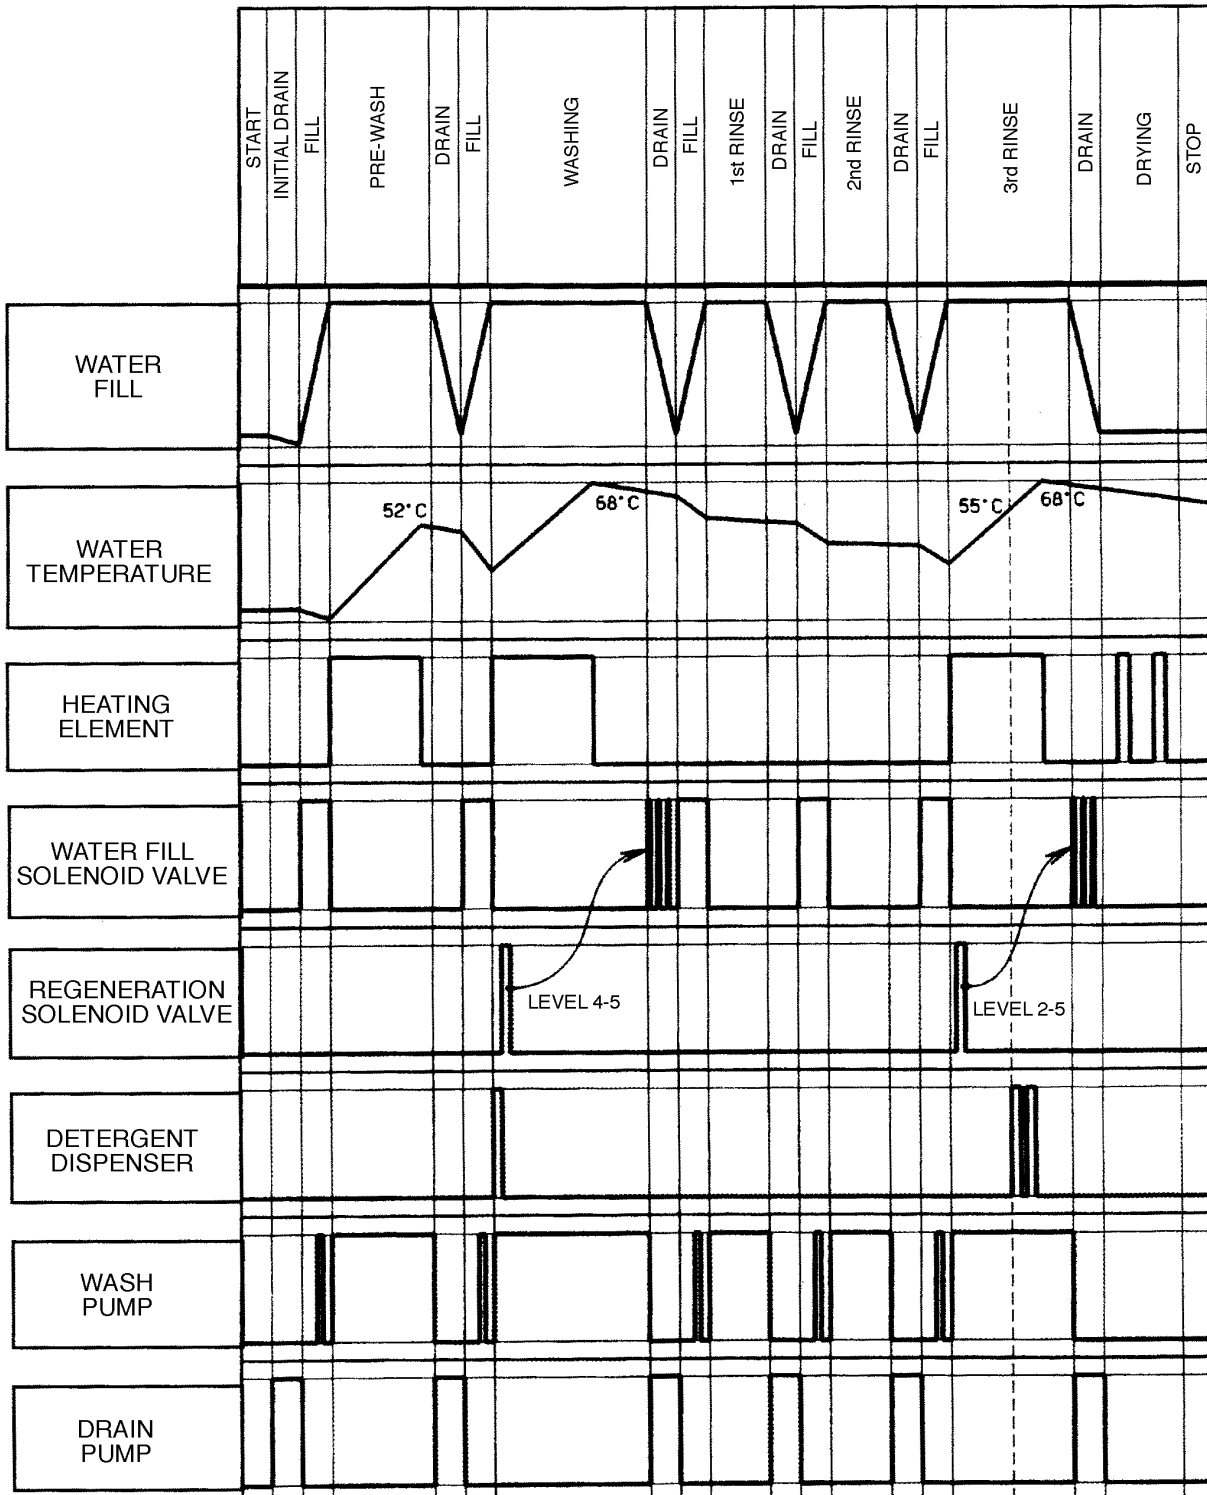 START
INITIAL DRAIN
FILL
PRE-WASH
DRAIN
FILL
WASHING
DRAIN
FILL
1st RINSE
DRAIN
FILL
2nd RINSE
DRAIN
FILL
3rd RINSE
DRAIN
DRYING
STOP
WATER
FILL
WATER
TEMPERATURE
52°C
68°C
55°C
68°C
HEATING
ELEMENT
WATER FILL
SOLENOID VALVE
REGENERATION
SOLENOID VALVE
LEVEL 4-5
LEVEL 2-5
DETERGENT
DISPENSER
WASH
PUMP
DRAIN
PUMP